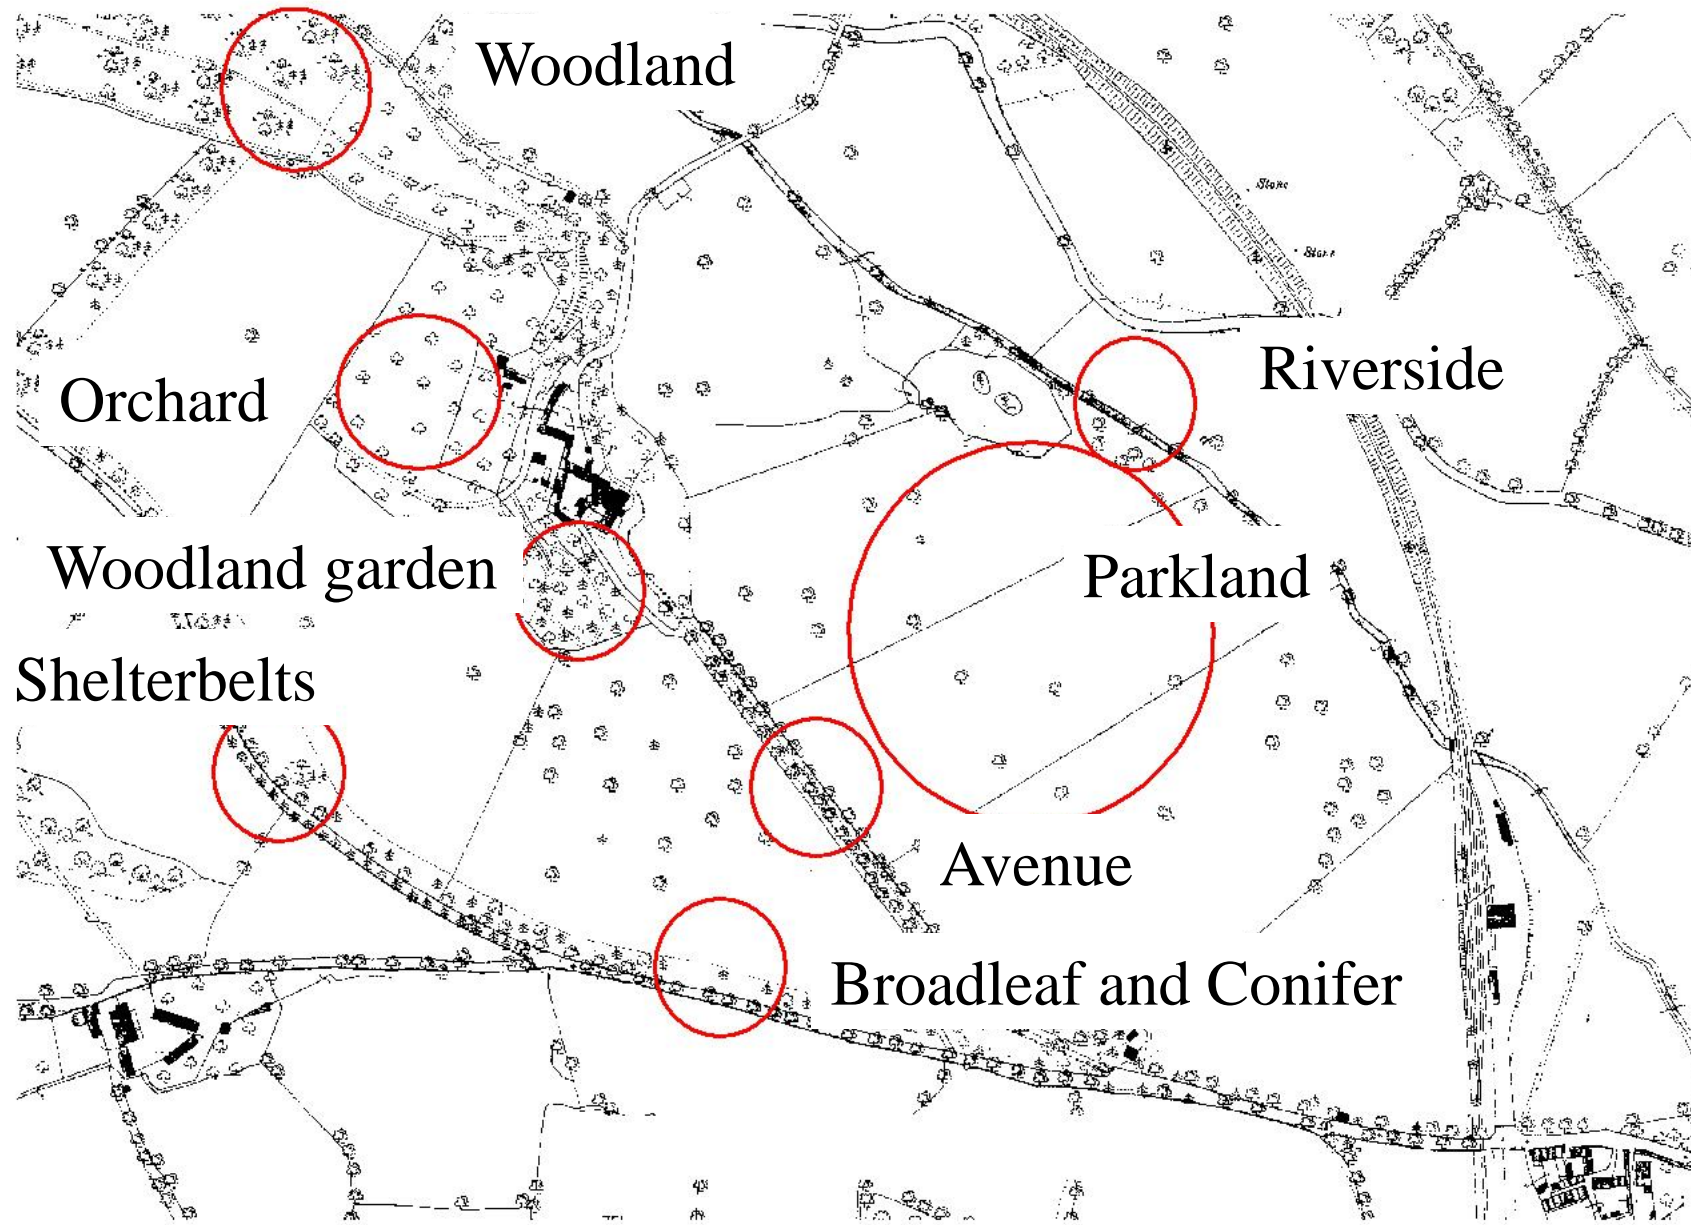 Woodland
Stone
Stone
Riverside
Orchard
Woodland garden
Parkland
Shelterbelts
Avenue
Broadleaf and Conifer